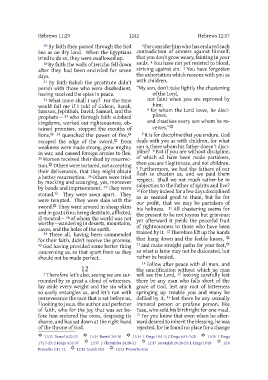 Hebrews 11:29
1242
Hebrews 12:17
29 By faith they passed through the Red
Sea as on dry land. When the Egyptians
tried to do so, they were swallowed up.
30 By faith the walls of Jericho fell down
after they had been encircled for seven
days.
31 By faith Rahab the prostitute didn't
perish with those who were disobedient,
having received the spies in peace.
32 What more shall I say? For the time
would fail me if I told of Gideon, Barak,
Samson, Jephthah, David, Samuel, and the
prophets— 33 who through faith subdued
kingdoms, worked out righteousness, ob-
tained promises, stopped the mouths of
lions, 34 quenched the power of fire,
escaped the edge of the sword, from
weakness were made strong, grew mighty
in war, and caused foreign armies to flee.
35 Women received their dead by resurrec-
tion. Others were tortured, not accepting
their deliverance, that they might obtain
a better resurrection. 36 Others were tried
by mocking and scourging, yes, moreover
by bonds and imprisonment. 37 They were
stoned. They were sawn apart. They
were tempted. They were slain with the
sword. They went around in sheep skins
and in goat skins; being destitute, afflicted,
ill-treated— 38 of whom the world was not
worthy—wandering in deserts, mountains,
caves, and the holes of the earth.
39 These all, having been commended
for their faith, didn't receive the promise,
40 God having provided some better thing
concerning us, so that apart from us they
should not be made perfect.
12
1 Therefore let's also, seeing we are sur-
rounded by so great a cloud of witnesses,
lay aside every weight and the sin which
so easily entangles us, and let's run with
perseverance the race that is set before us,
2 looking to Jesus, the author and perfecter
of faith, who for the joy that was set be-
fore him endured the cross, despising its
shame, and has sat down at the right hand
of the throne of God.
3 For consider him who has endured such
contradiction of sinners against himself,
that you don't grow weary, fainting in your
souls. 4 You have not yet resisted to blood,
striving against sin. 5 You have forgotten
the exhortation which reasons with you as
with children,
"My son, don't take lightly the chastening
of the Lord,
nor faint when you are reproved by
him;
6 for whom the Lord loves, he disci-
plines,
and chastises every son whom he re-
ceives."
7 It is for discipline that you endure. God
deals with you as with children, for what
son is there whom his father doesn't disci-
pline? 8 But if you are without discipline,
of which all have been made partakers,
then you are illegitimate, and not children.
9 Furthermore, we had the fathers of our
flesh to chasten us, and we paid them
respect. Shall we not much rather be in
subjection to the Father of spirits and live?
10 For they indeed, for a few days disciplined
us as seemed good to them, but he for
our profit, that we may be partakers of
his holiness. 11 All chastening seems for
the present to be not joyous but grievous;
yet afterward it yields the peaceful fruit
of righteousness to those who have been
trained by it. 12 Therefore lift up the hands
that hang down and the feeble knees,
13 and make straight paths for your feet,
so what is lame may not be dislocated, but
rather be healed.
14 Follow after peace with all men, and
the sanctification without which no man
will see the Lord, 15 looking carefully lest
there be any man who falls short of the
grace of God, lest any root of bitterness
springing up trouble you and many be
defiled by it, 16 lest there be any sexually
immoral person or profane person, like
Esau, who sold his birthright for one meal.
17 For you know that even when he after-
ward desired to inherit the blessing, he was
rejected, for he found no place for a change